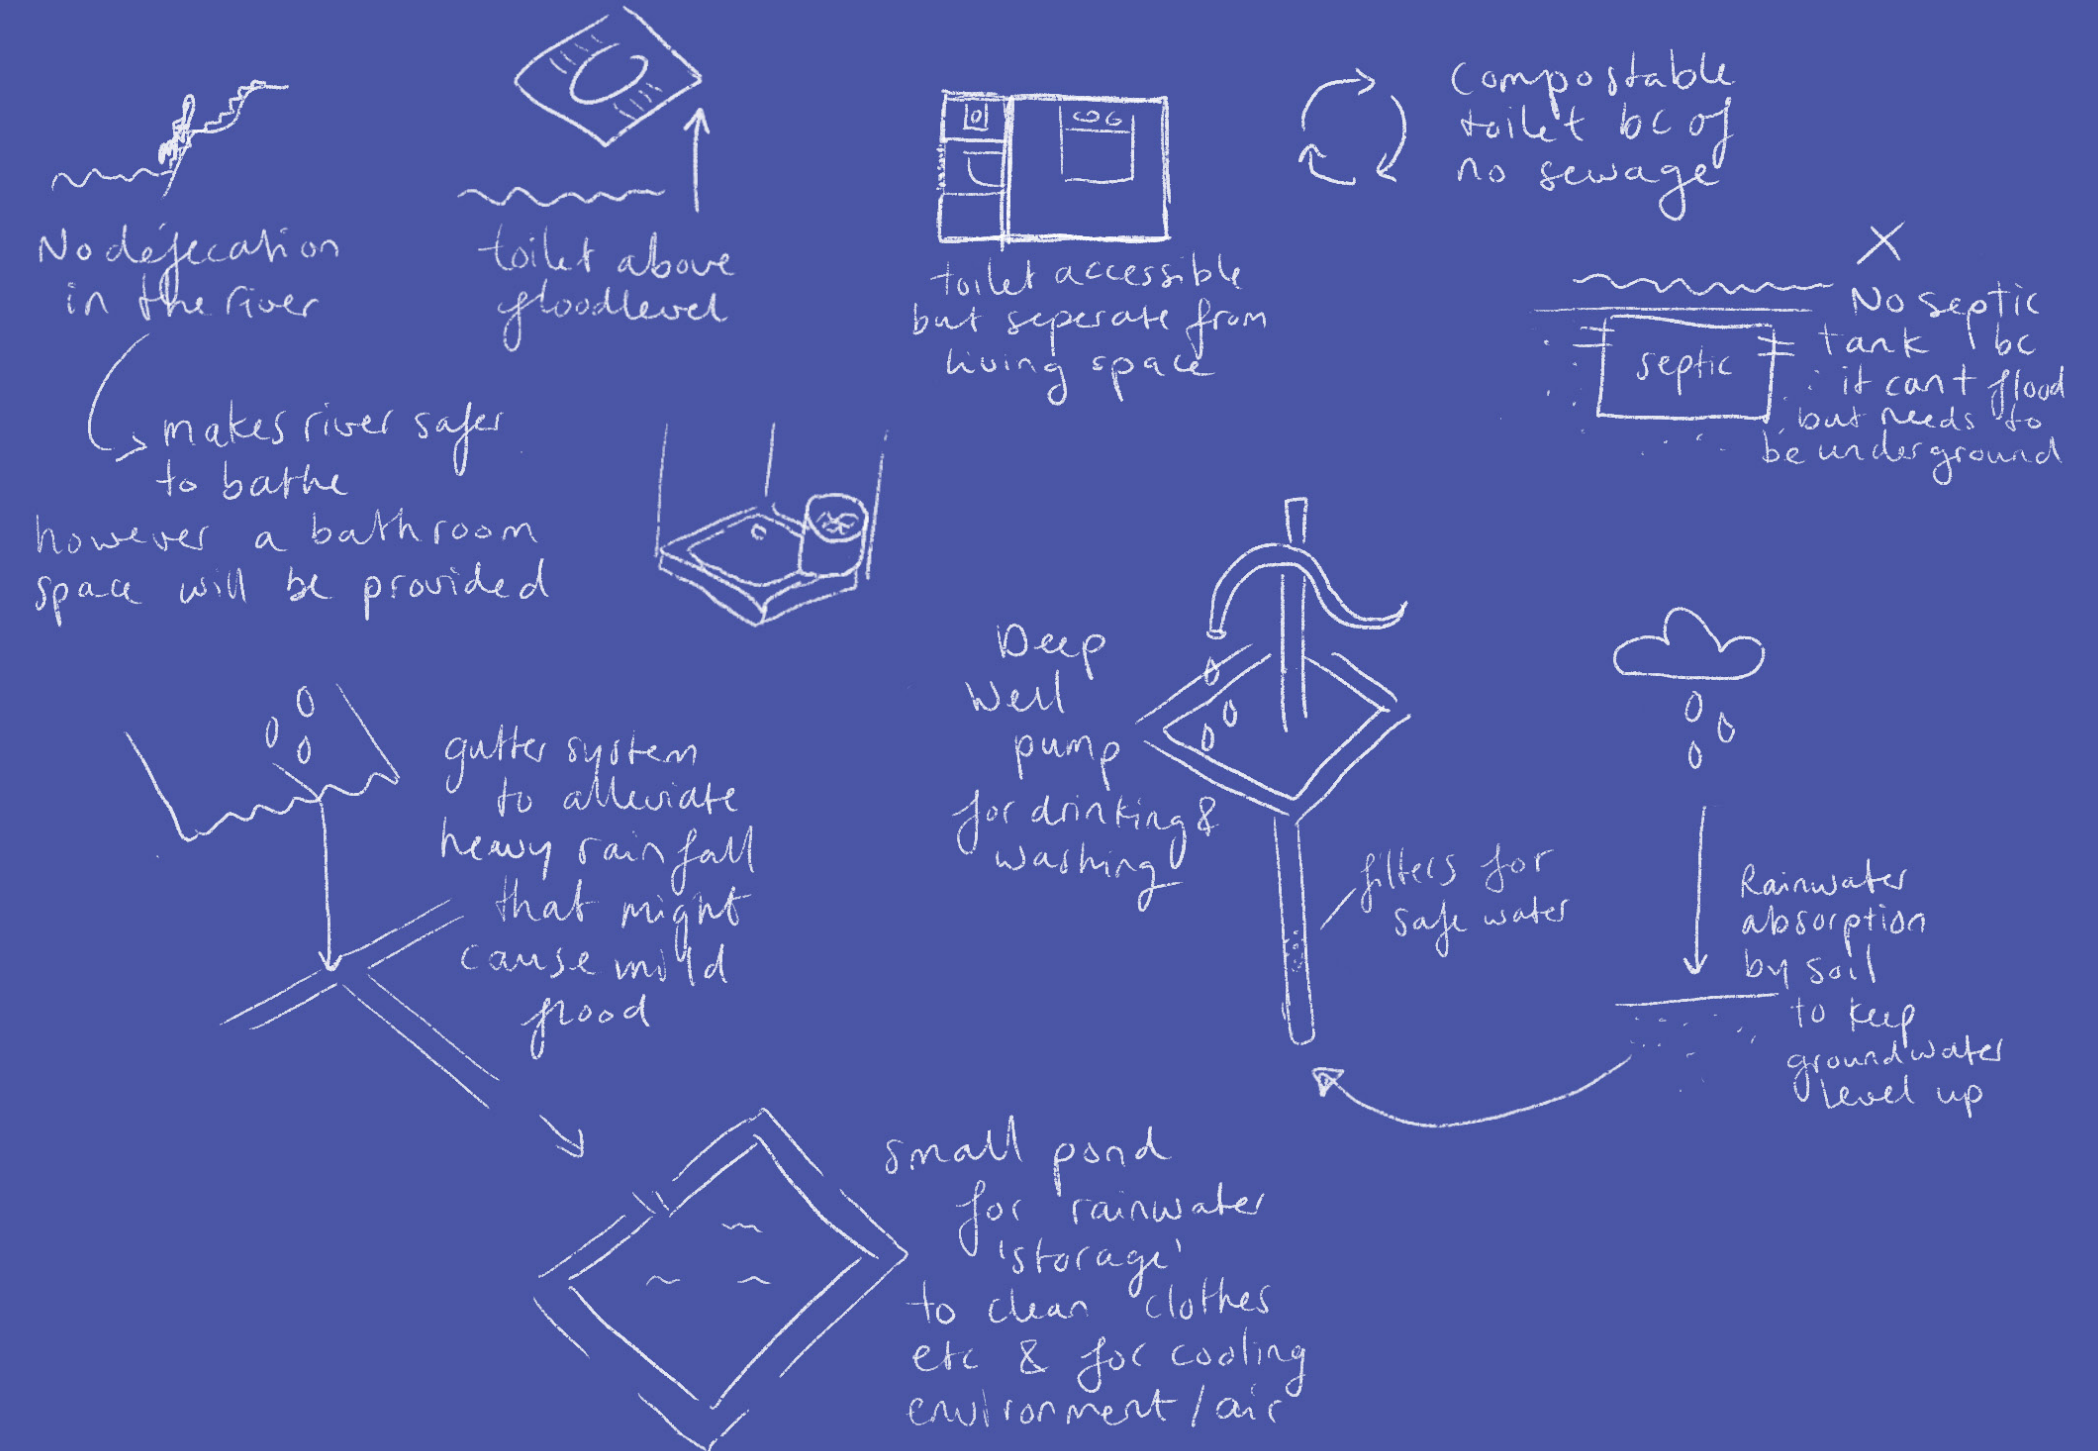 No defecation
in the river
makes river safer
to bathe
however a bathroom
space will be provided
toilet above
floodlevel
toilet accessible
but seperate from
living space
compostable
toilet bc of
no sewage
No septic
tank bc
it cant flood
but needs to
be underground
septic
gutter system
to alleviate
heavy rainfall
that might
cause mild
flood
Deep
Well
pump
for drinking &
washing
filters for
safe water
Rainwater
absorption
by soil
to keep
groundwater
level up
small pond
for rainwater
'storage'
to clean clothes
etc & for cooling
environment/air